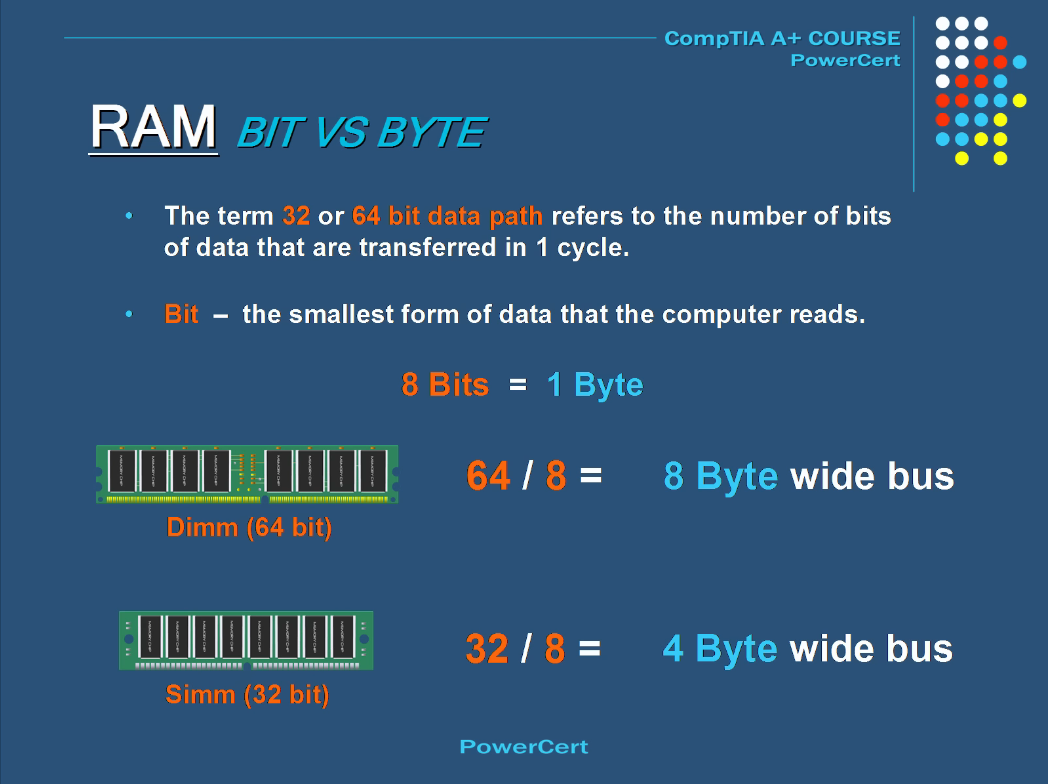 CompTIA A+ COURSE
PowerCert
RAM BIT VS BYTE
• The term 32 or 64 bit data path refers to the number of bits
of data that are transferred in 1 cycle.
• Bit – the smallest form of data that the computer reads.
8 Bits = 1 Byte
64 / 8 = 8 Byte wide bus
Dimm (64 bit)
32 / 8 = 4 Byte wide bus
Simm (32 bit)
PowerCert